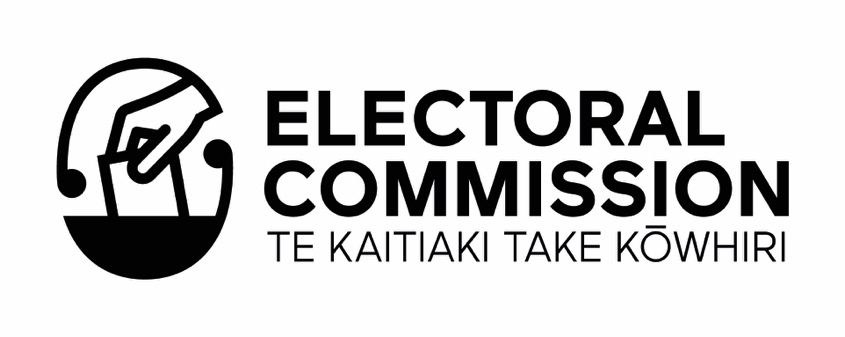 ELECTORAL
COMMISSION
TE KAITIAKI TAKE KŌWHIRI